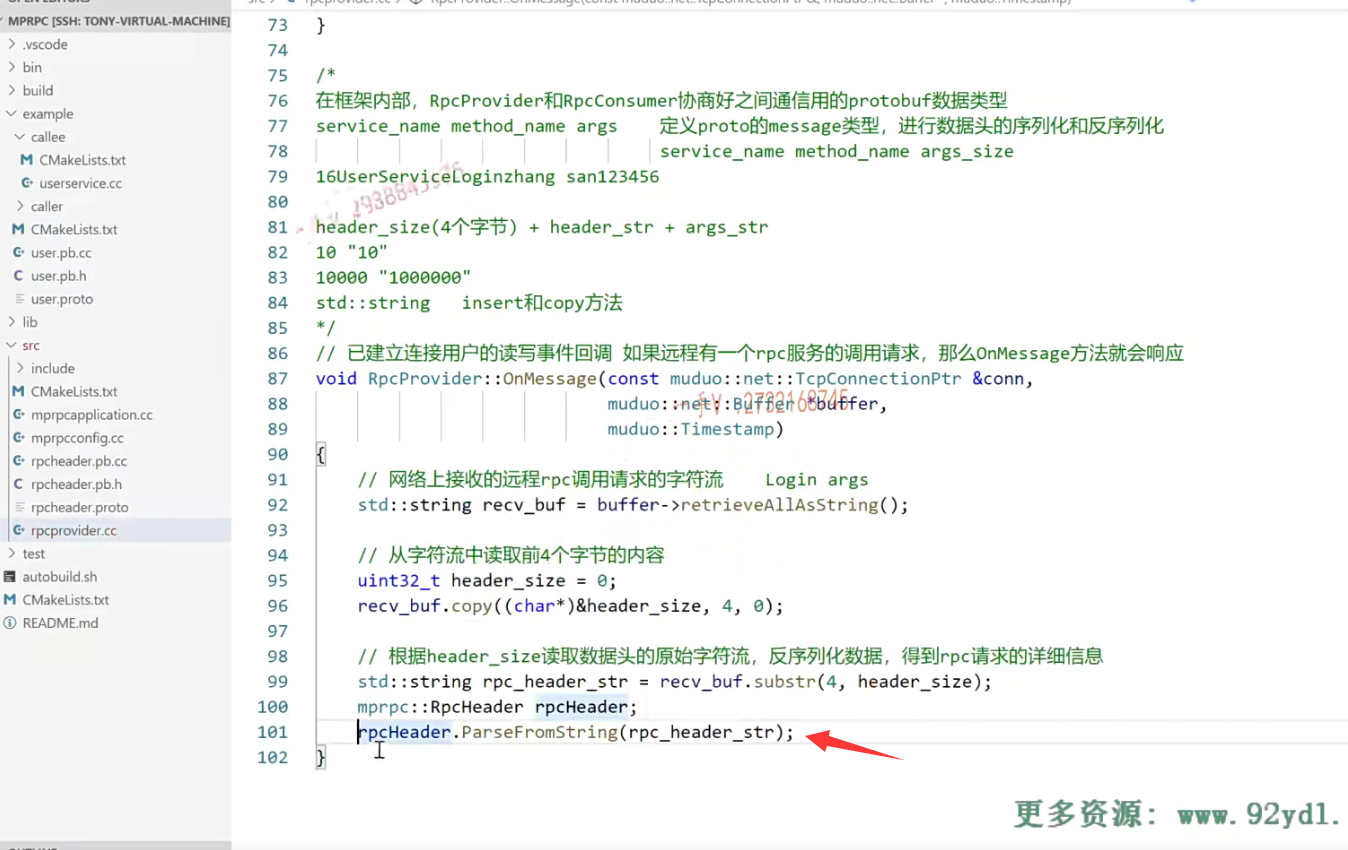 MPRPC [SSH: TONY-VIRTUAL-MACHINE]
.vscode
bin
build
example
callee
CMakeLists.txt
userservice.cc
caller
CMakeLists.txt
user.pb.cc
user.pb.h
user.proto
lib
src
include
CMakeLists.txt
mprpcapplication.cc
mprpcconfig.cc
rpcheader.pb.cc
rpcheader.pb.h
rpcheader.proto
rpcprovider.cc
test
autobuild.sh
CMakeLists.txt
README.md
73 }
74
75 /*
76 在框架内部，RpcProvider和RpcConsumer协商好之间通信用的protobuf数据类型
77 service_name method_name args    定义proto的message类型，进行数据头的序列化和反序列化
78 service_name method_name args_size
79 16UserServiceLoginzhang san123456
80
81 header_size(4个字节) + header_str + args_str
82 10 "10"
83 10000 "1000000"
84 std::string   insert和copy方法
85 */
86 // 已建立连接用户的读写事件回调 如果远程有一个rpc服务的调用请求，那么OnMessage方法就会响应
87 void RpcProvider::OnMessage(const muduo::net::TcpConnectionPtr &conn,
88 muduo::net::Buffer *buffer,
89 muduo::Timestamp)
90 {
91 // 网络上接收的远程rpc调用请求的字符流    Login args
92 std::string recv_buf = buffer->retrieveAllAsString();
93
94 // 从字符流中读取前4个字节的内容
95 uint32_t header_size = 0;
96 recv_buf.copy((char*)&header_size, 4, 0);
97
98 // 根据header_size读取数据头的原始字符流，反序列化数据，得到rpc请求的详细信息
99 std::string rpc_header_str = recv_buf.substr(4, header_size);
100 mprpc::RpcHeader rpcHeader;
101 rpcHeader.ParseFromString(rpc_header_str);
102 }
更多资源：www.92yd1.